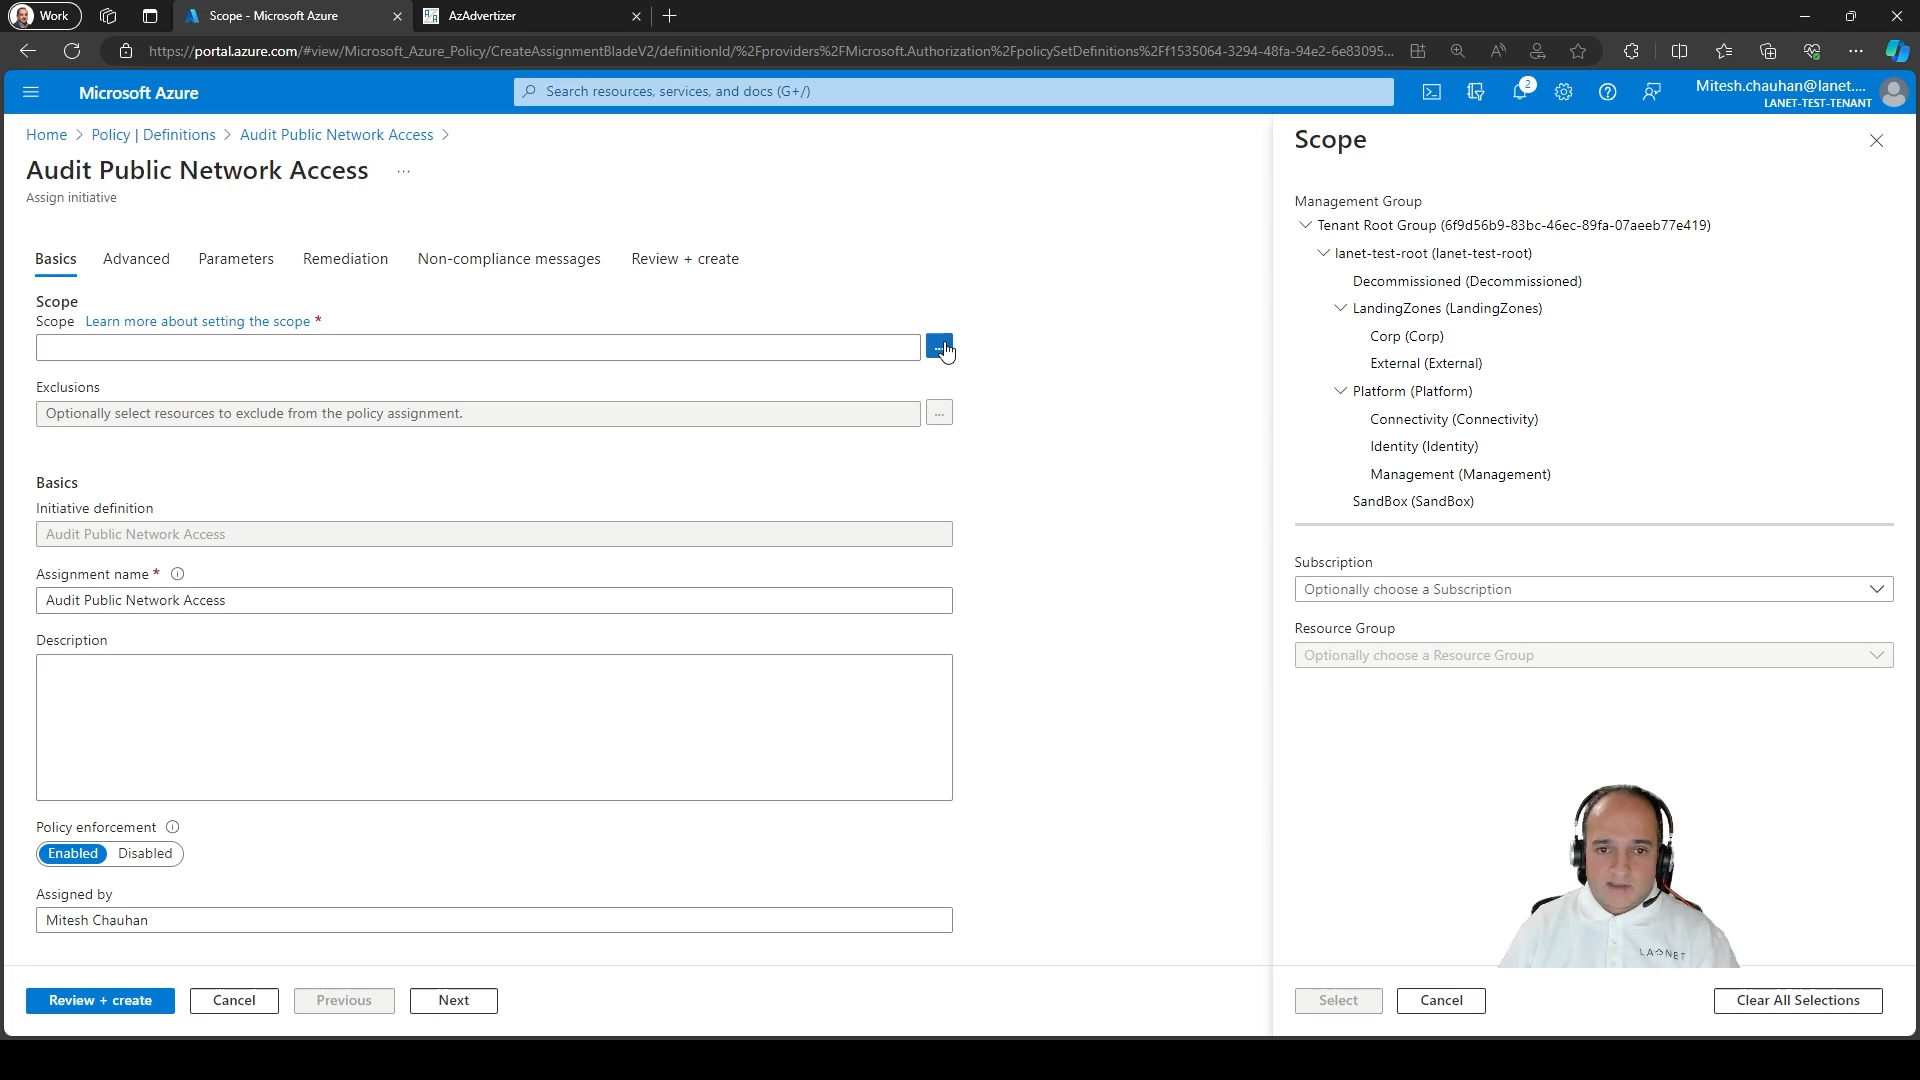 Work
Scope - Microsoft Azure
AzAdvertizer
https://portal.azure.com/#view/Microsoft_Azure_Policy/CreateAssignmentBladeV2/definitionId/%2Fproviders%2FMicrosoft.Authorization%2FpolicySetDefinitions%2Ff1535064-3294-48fa-94e2-6e83095...
Microsoft Azure
Search resources, services, and docs (G+/)
2
Mitesh.chauhan@lanet....
LANET-TEST-TENANT
Home > Policy | Definitions > Audit Public Network Access >
Audit Public Network Access ...
Assign initiative
Basics Advanced Parameters Remediation Non-compliance messages Review + create
Scope
Scope Learn more about setting the scope *
...
Exclusions
Optionally select resources to exclude from the policy assignment.
...
Basics
Initiative definition
Audit Public Network Access
Assignment name *
Audit Public Network Access
Description
Policy enforcement
Enabled Disabled
Assigned by
Mitesh Chauhan
Review + create Cancel Previous Next
Scope
Management Group
Tenant Root Group (6f9d56b9-83bc-46ec-89fa-07aeeb77e419)
lanet-test-root (lanet-test-root)
Decommissioned (Decommissioned)
LandingZones (LandingZones)
Corp (Corp)
External (External)
Platform (Platform)
Connectivity (Connectivity)
Identity (Identity)
Management (Management)
SandBox (SandBox)
Subscription
Optionally choose a Subscription
Resource Group
Optionally choose a Resource Group
LA NET
Select Cancel Clear All Selections